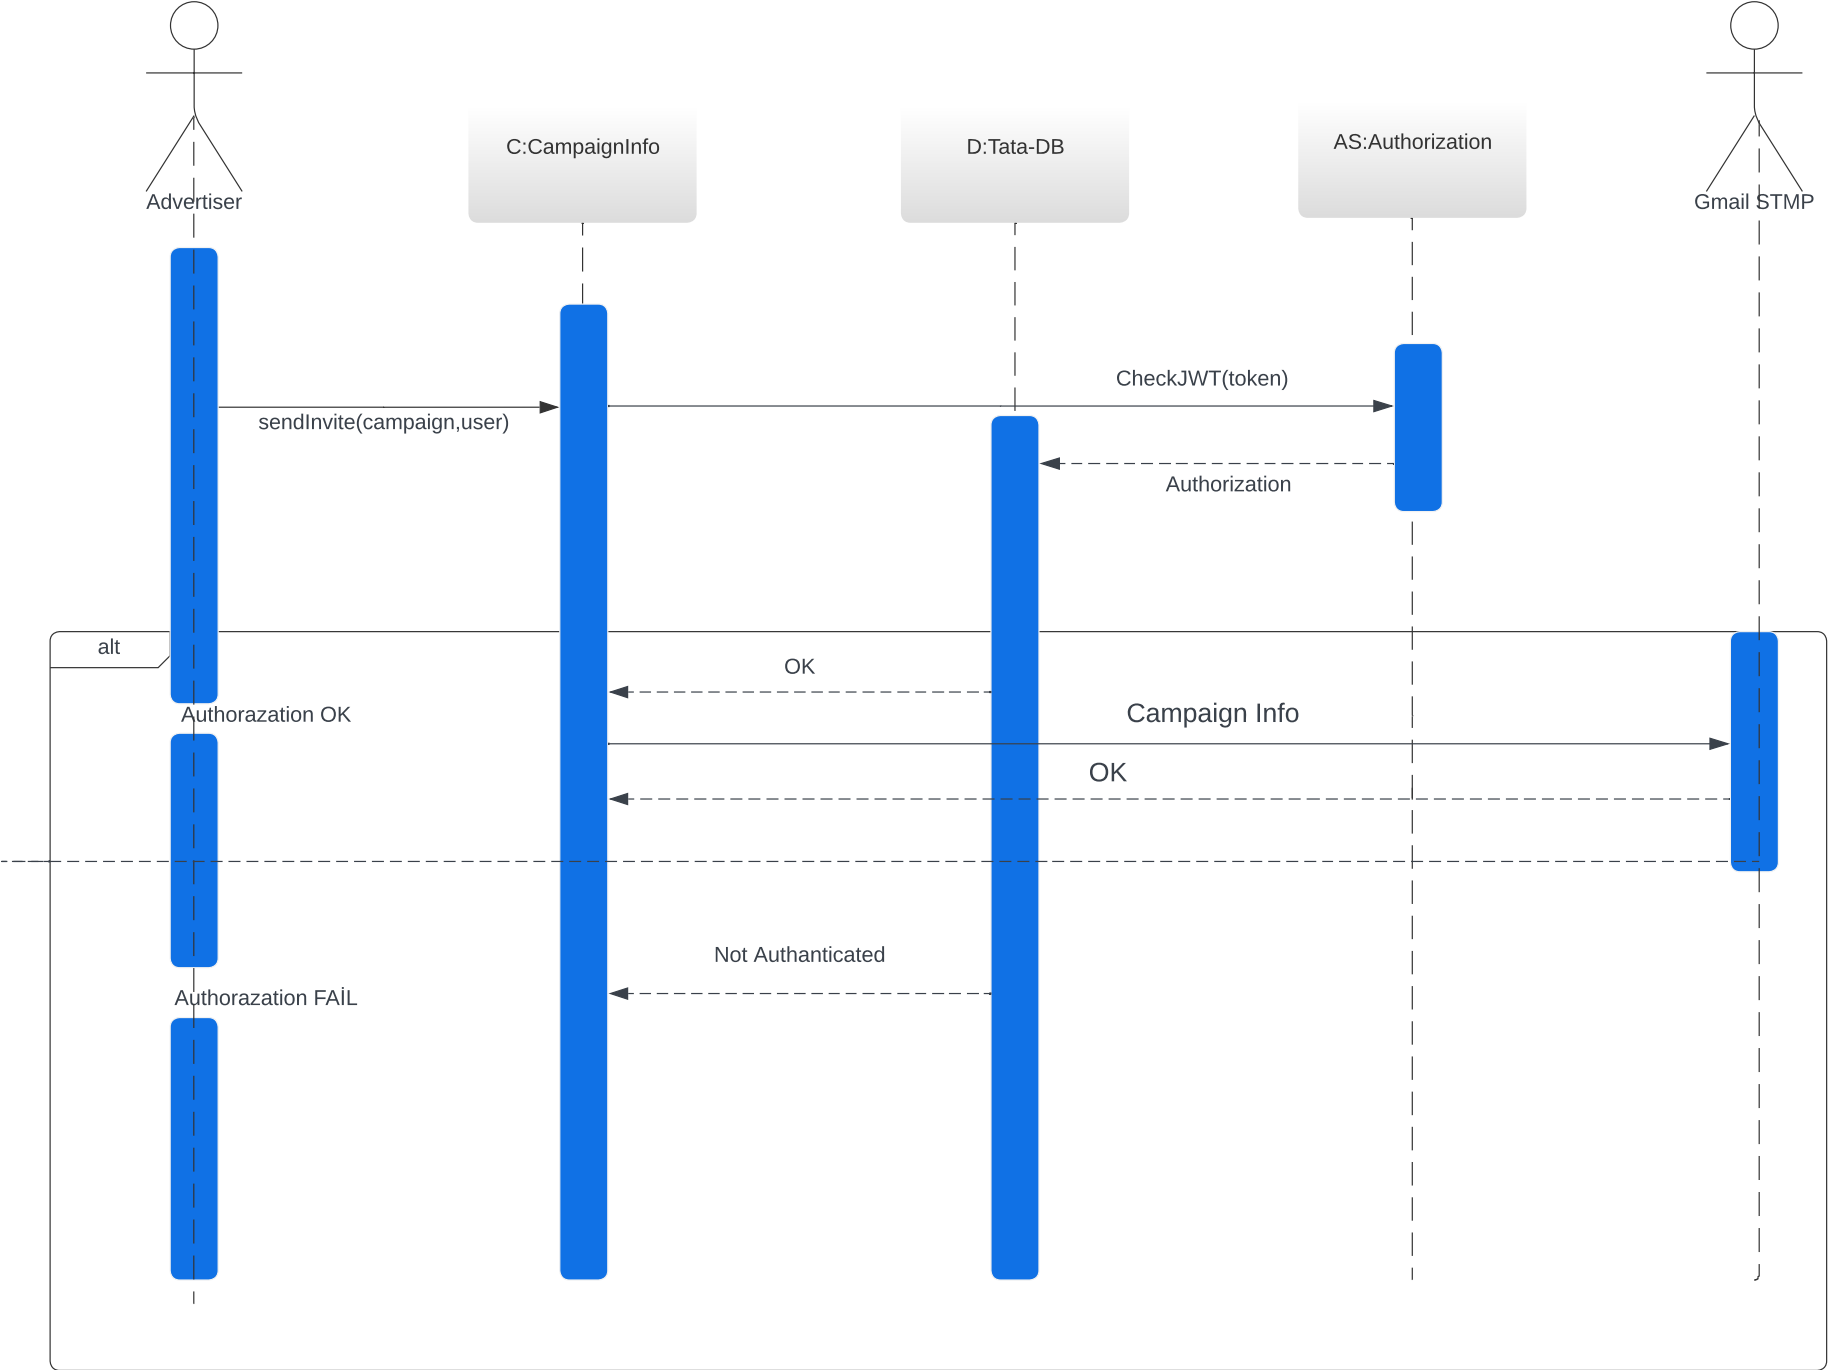 Advertiser
C:CampaignInfo
D:Tata-DB
AS:Authorization
Gmail STMP
CheckJWT(token)
sendInvite(campaign,user)
Authorization
alt
OK
Authorazation OK
Campaign Info
OK
Not Authanticated
Authorazation FAİL